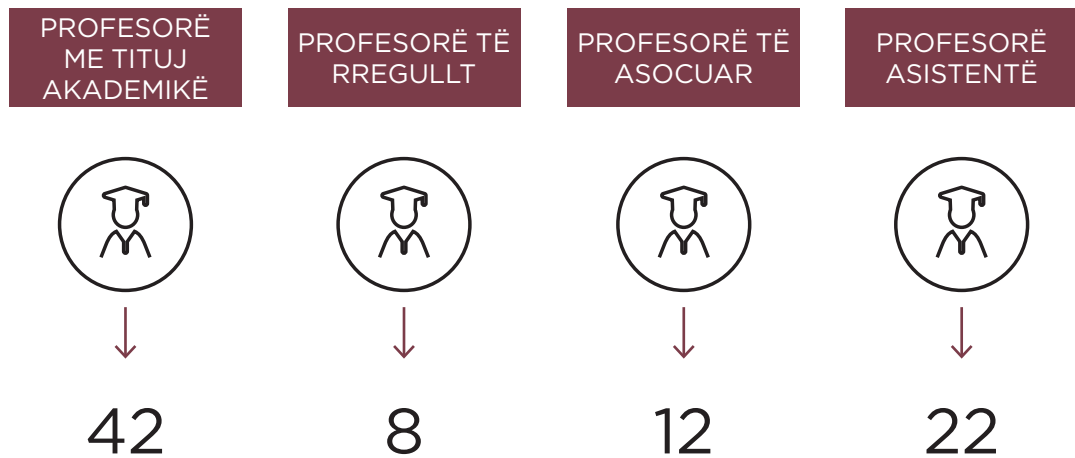 PROFESORË
ME TITUJ
AKADEMIKË
PROFESORË TË
RREGULLT
PROFESORË TË
ASOCUAR
PROFESORË
ASISTENTË
42
8
12
22